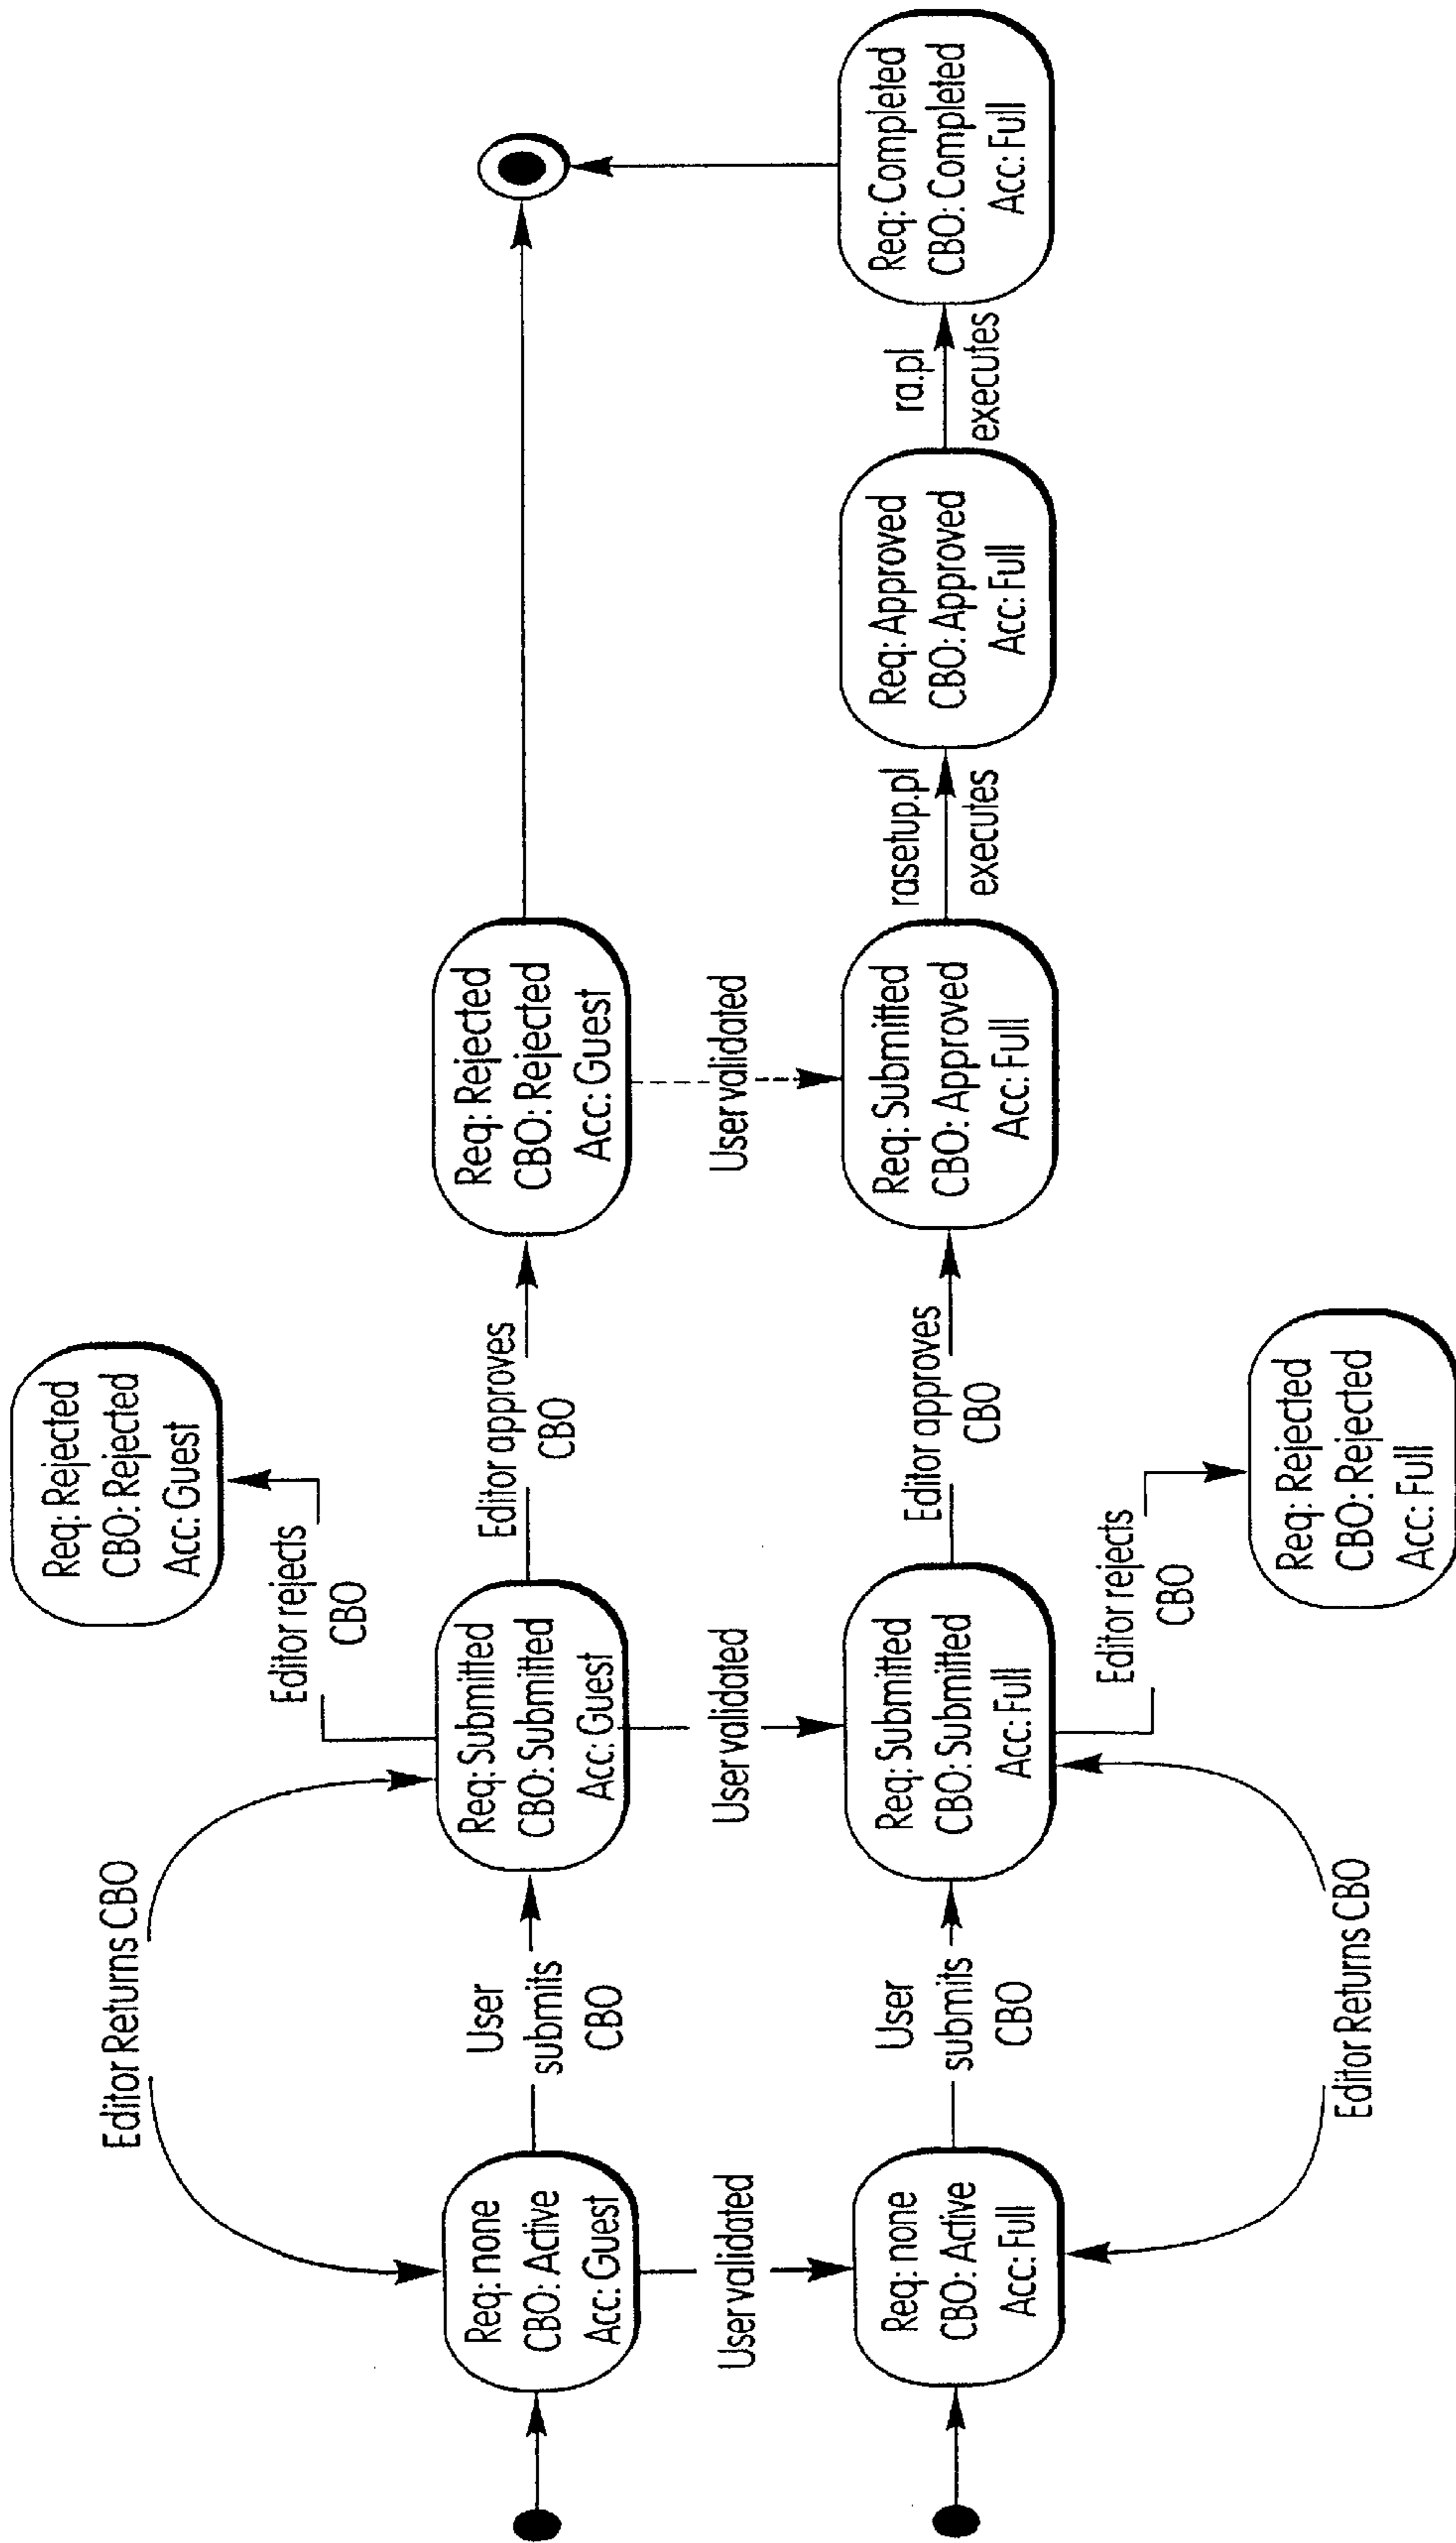 Editor Returns CBO
Req: none
CBO: Active
Acc: Guest
User
submits
CBO
Req: Submitted
CBO: Submitted
Acc: Guest
Editor rejects
CBO
Req: Rejected
CBO: Rejected
Acc: Guest
Editor approves
CBO
Req: Rejected
CBO: Rejected
Acc: Guest
User validated
User validated
User validated
Req: none
CBO: Active
Acc: Full
User
submits
CBO
Req: Submitted
CBO: Submitted
Acc: Full
Editor approves
CBO
Req: Submitted
CBO: Approved
Acc: Full
rasetup.pl
executes
Req: Approved
CBO: Approved
Acc: Full
ra.pl
executes
Req: Completed
CBO: Completed
Acc: Full
Editor rejects
CBO
Req: Rejected
CBO: Rejected
Acc: Full
Editor Returns CBO